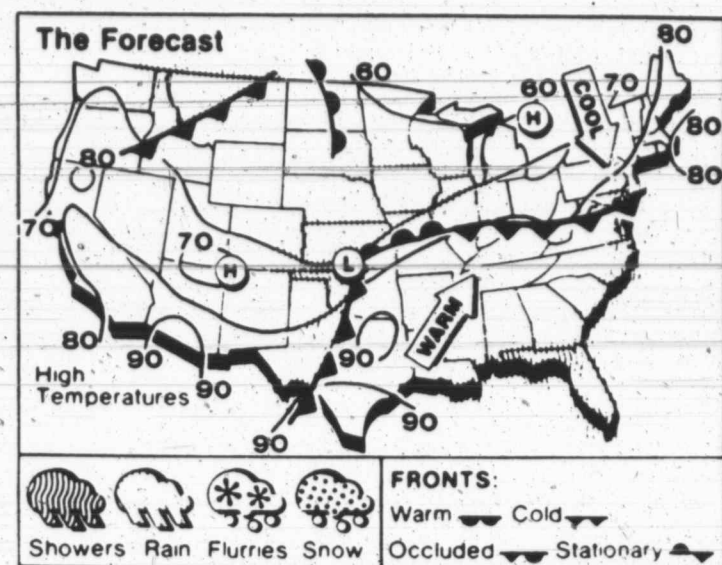 The Forecast
80
60
60
70
COOL
H
80
80
80
70
70
H
L
WARM
80
90
90
90
90
90
High
Temperatures
Showers Rain Flurries Snow
FRONTS:
Warm Cold
Occluded Stationary